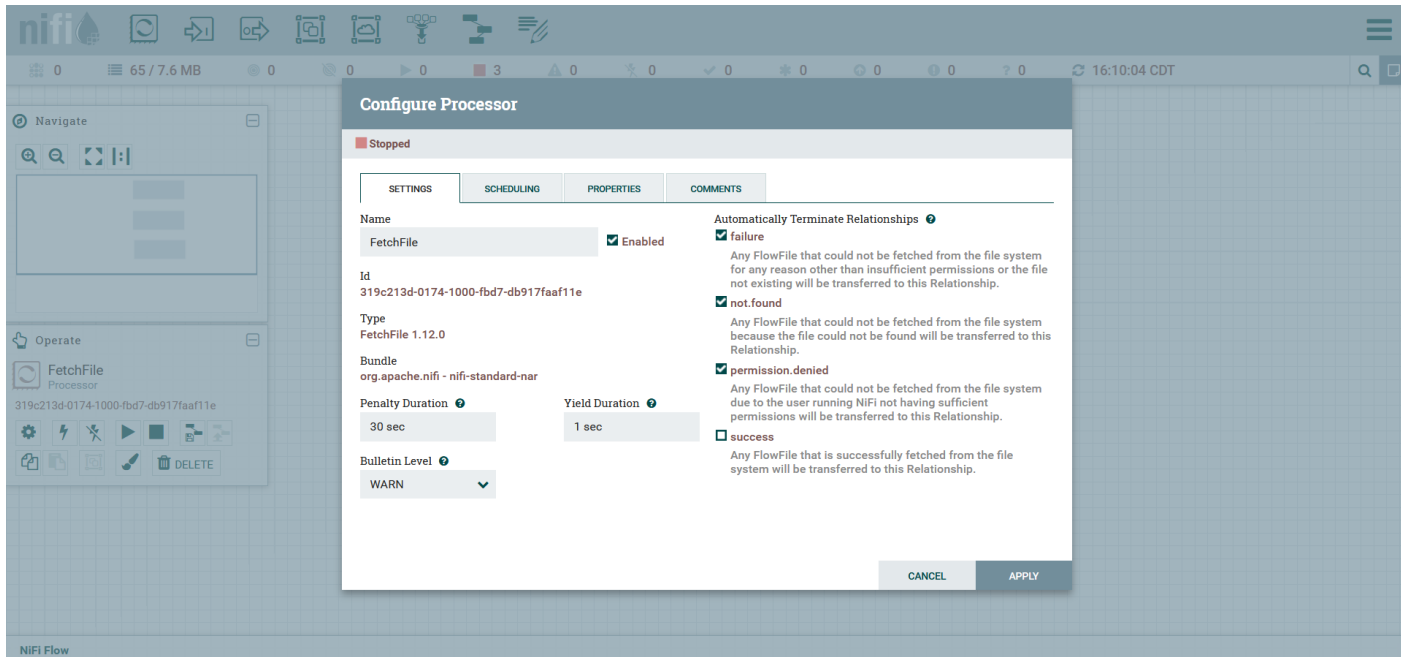 nifi
0 65 / 7.6 MB 0 0 0 3 0 0 0 0 0 0 ? 0 16:10:04 CDT
Navigate
Operate
FetchFile
Processor
319c213d-0174-1000-fbd7-db917faaf11e
DELETE
Configure Processor
Stopped
SETTINGS SCHEDULING PROPERTIES COMMENTS
Name
FetchFile
Enabled
Id
319c213d-0174-1000-fbd7-db917faaf11e
Type
FetchFile 1.12.0
Bundle
org.apache.nifi - nifi-standard-nar
Penalty Duration ?
Yield Duration ?
30 sec
1 sec
Bulletin Level ?
WARN
Automatically Terminate Relationships ?
failure
Any FlowFile that could not be fetched from the file system
for any reason other than insufficient permissions or the file
not existing will be transferred to this Relationship.
not.found
Any FlowFile that could not be fetched from the file system
because the file could not be found will be transferred to this
Relationship.
permission.denied
Any FlowFile that could not be fetched from the file system
due to the user running NiFi not having sufficient
permissions will be transferred to this Relationship.
success
Any FlowFile that is successfully fetched from the file
system will be transferred to this Relationship.
CANCEL APPLY
NiFi Flow